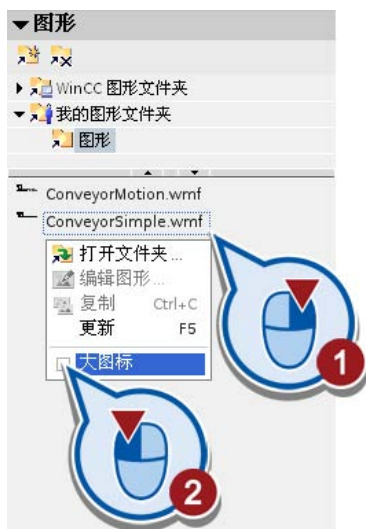 图形
WinCC 图形文件夹
我的图形文件夹
图形
ConveyorMotion.wmf
ConveyorSimple.wmf
打开文件夹...
编辑图形...
复制 Ctrl+C
更新 F5
大图标
1
2